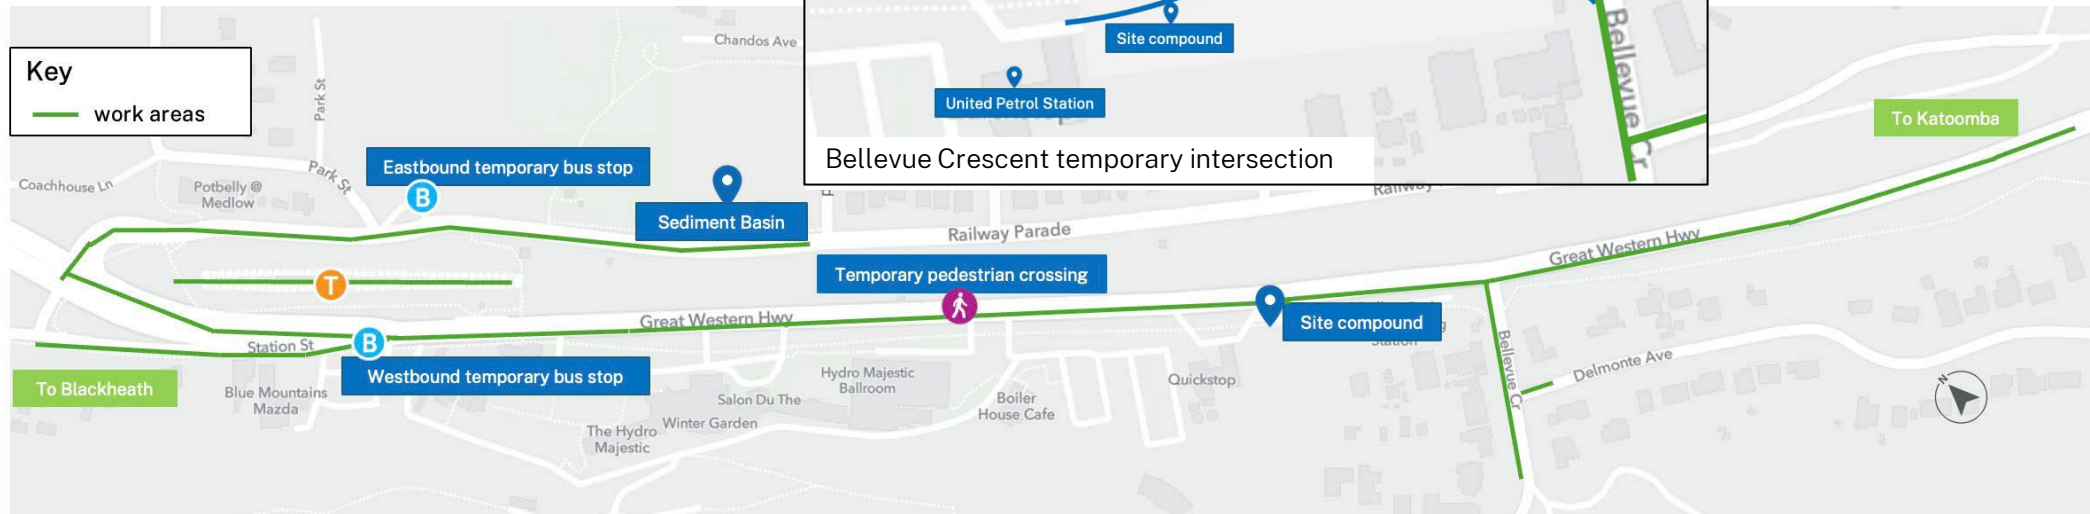 Key
work areas
Chandos Ave
Park St
Park St
Coachhouse Ln
Potbelly @
Medlow
Eastbound temporary bus stop
B
Sediment Basin
Site compound
United Petrol Station
Bellevue Cr
Bellevue Crescent temporary intersection
To Katoomba
Railway
Railway Parade
T
Temporary pedestrian crossing
Great Western Hwy
Great Western Hwy
Site compound
Station
Station St
B
Westbound temporary bus stop
To Blackheath
Blue Mountains
Mazda
The Hydro
Majestic
Salon Du The
Winter Garden
Hydro Majestic
Ballroom
Boiler
House Cafe
Quickstop
Bellevue Cr
Delmonte Ave
N